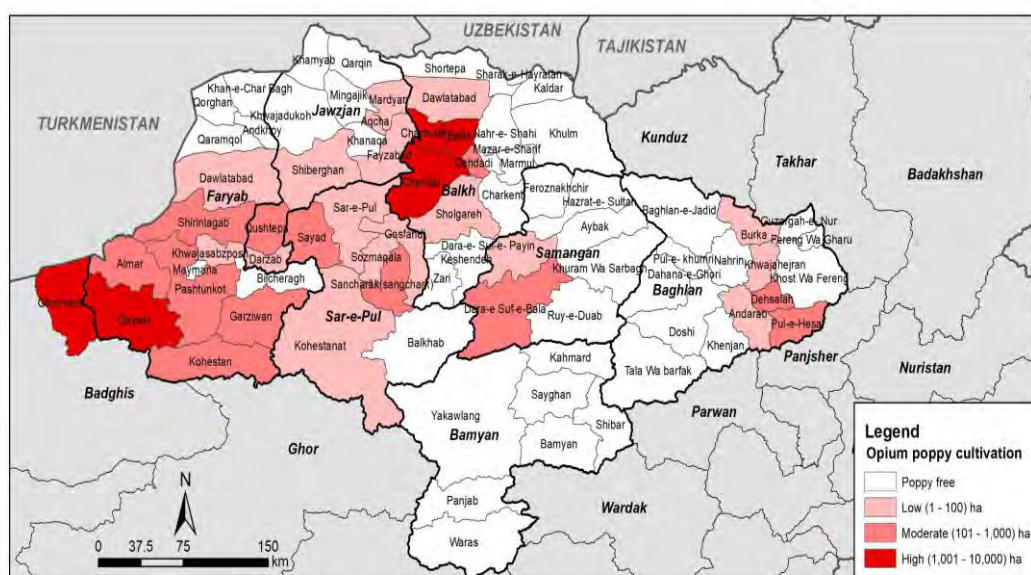 UZBEKISTAN
TAJIKISTAN
TURKMENISTAN
Khamyab
Qarqin
Shortepa
Sharak-e-Hayratan
Kaldar
Khan-e-Char Bagh
Mingajik
Mardyan
Dawlatabad
Qorghan
Jawzjan
Khwajadukoh
Aqcha
Andkhoy
Khanaqa
Nahr-e- Shahi
Khulm
Kunduz
Takhar
Badakhshan
Qaramqol
Fayzabad
Mazar-e-Sharif
Dehdadi
Marmul
Dawlatabad
Shiberghan
Balkh
Charkent
Feroznakhchir
Faryab
Sar-e-Pul
Sholgareh
Hazrat-e- Sultan
Baghlan-e-Jadid
Guzargah-e- Nur
Burka
Fereng Wa Gharu
Shirintagab
Qushtepa
Sayad
Gosfandi
Aybak
Dara-e- Suf-e-Payin
Samangan
Keshendeh
Pul-e-khumri
Nahrin
Khwajahejran
Almar
Khwajasabzposh
Darzab
Sozmaqala
Zari
Khuram Wa Sarbagh
Dahana-e-Ghori
Khost Wa Fereng
Maymana
Pashtunkot
Bilcheragh
Baghlan
Dehsalah
Qaysar
Garziwan
Sar-e-Pul
Dara-e Suf-e-Bala
Ruy-e-Duab
Andarab
Pul-e-Hesar
Doshi
Khenjan
Kohestan
Kohestanat
Balkhab
Kahmard
Tala Wa barfak
Panjsher
Nuristan
Badghis
Sayghan
Parwan
Yakawlang
Bamyan
Shibar
Ghor
Bamyan
Panjab
Wardak
Waras
N
0 37.5 75 150
km
Legend
Opium poppy cultivation
Poppy free
Low (1 - 100) ha
Moderate (101 - 1,000) ha
High (1,001 - 10,000) ha